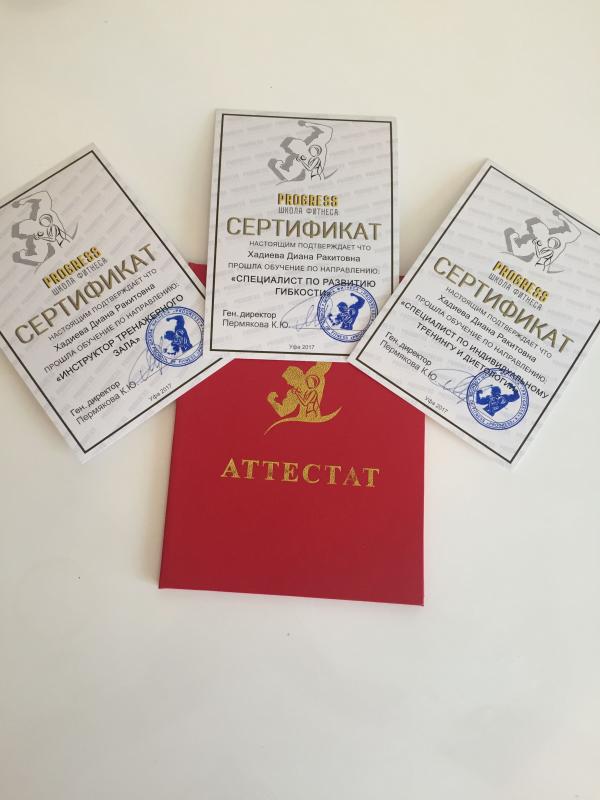 PROGRESS
ШКОЛА ФИТНЕСА
СЕРТИФИКАТ
НАСТОЯЩИМ ПОДТВЕРЖДАЕТ ЧТО
Хадиева Диана Ракитовна
ПРОШЛА ОБУЧЕНИЕ ПО НАПРАВЛЕНИЮ:
«ИНСТРУКТОР ТРЕНАЖЕРНОГО
ЗАЛА»
Ген. директор
Пермякова К.Ю.
Уфа 2017
PROGRESS
ШКОЛА ФИТНЕСА
СЕРТИФИКАТ
НАСТОЯЩИМ ПОДТВЕРЖДАЕТ ЧТО
Хадиева Диана Ракитовна
ПРОШЛА ОБУЧЕНИЕ ПО НАПРАВЛЕНИЮ:
«СПЕЦИАЛИСТ ПО РАЗВИТИЮ
ГИБКОСТИ»
Ген. директор
Пермякова К.Ю.
Уфа 2017
PROGRESS
ШКОЛА ФИТНЕСА
СЕРТИФИКАТ
НАСТОЯЩИМ ПОДТВЕРЖДАЕТ ЧТО
Хадиева Диана Ракитовна
ПРОШЛА ОБУЧЕНИЕ ПО НАПРАВЛЕНИЮ:
«СПЕЦИАЛИСТ ПО ИНДИВИДУАЛЬНОМУ
ТРЕНИНГУ И ДИЕТОЛОГИИ»
Ген. директор
Пермякова К.Ю.
Уфа 2017
АТТЕСТАТ